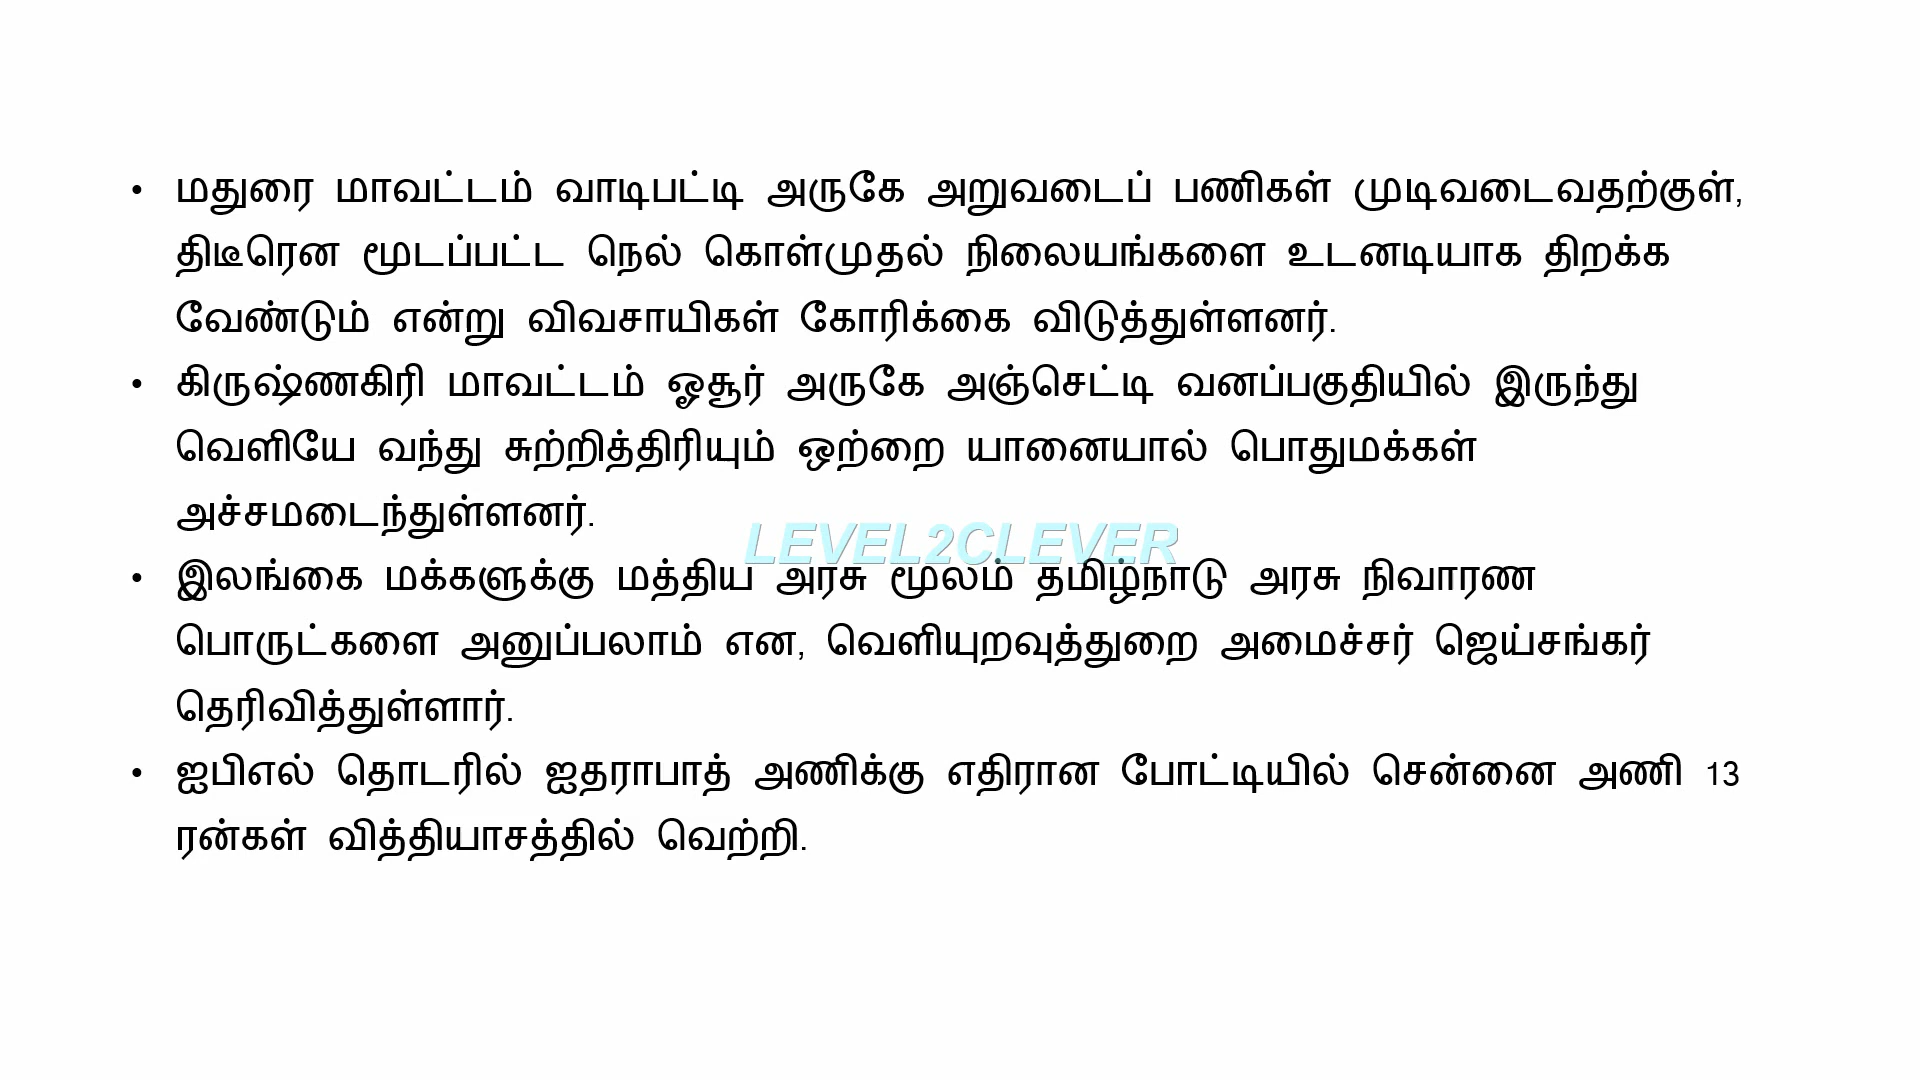 • மதுரை மாவட்டம் வாடிபட்டி அருகே அறுவடைப் பணிகள் முடிவடைவதற்குள்,
திடீரென மூடப்பட்ட நெல் கொள்முதல் நிலையங்களை உடனடியாக திறக்க
வேண்டும் என்று விவசாயிகள் கோரிக்கை விடுத்துள்ளனர்.
• கிருஷ்ணகிரி மாவட்டம் ஓசூர் அருகே அஞ்செட்டி வனப்பகுதியில் இருந்து
வெளியே வந்து சுற்றித்திரியும் ஒற்றை யானையால் பொதுமக்கள்
அச்சமடைந்துள்ளனர்.
LEVEL2CLEVER
• இலங்கை மக்களுக்கு மத்திய அரசு மூலம் தமிழ்நாடு அரசு நிவாரண
பொருட்களை அனுப்பலாம் என, வெளியுறவுத்துறை அமைச்சர் ஜெய்சங்கர்
தெரிவித்துள்ளார்.
• ஐபிஎல் தொடரில் ஐதராபாத் அணிக்கு எதிரான போட்டியில் சென்னை அணி 13
ரன்கள் வித்தியாசத்தில் வெற்றி.